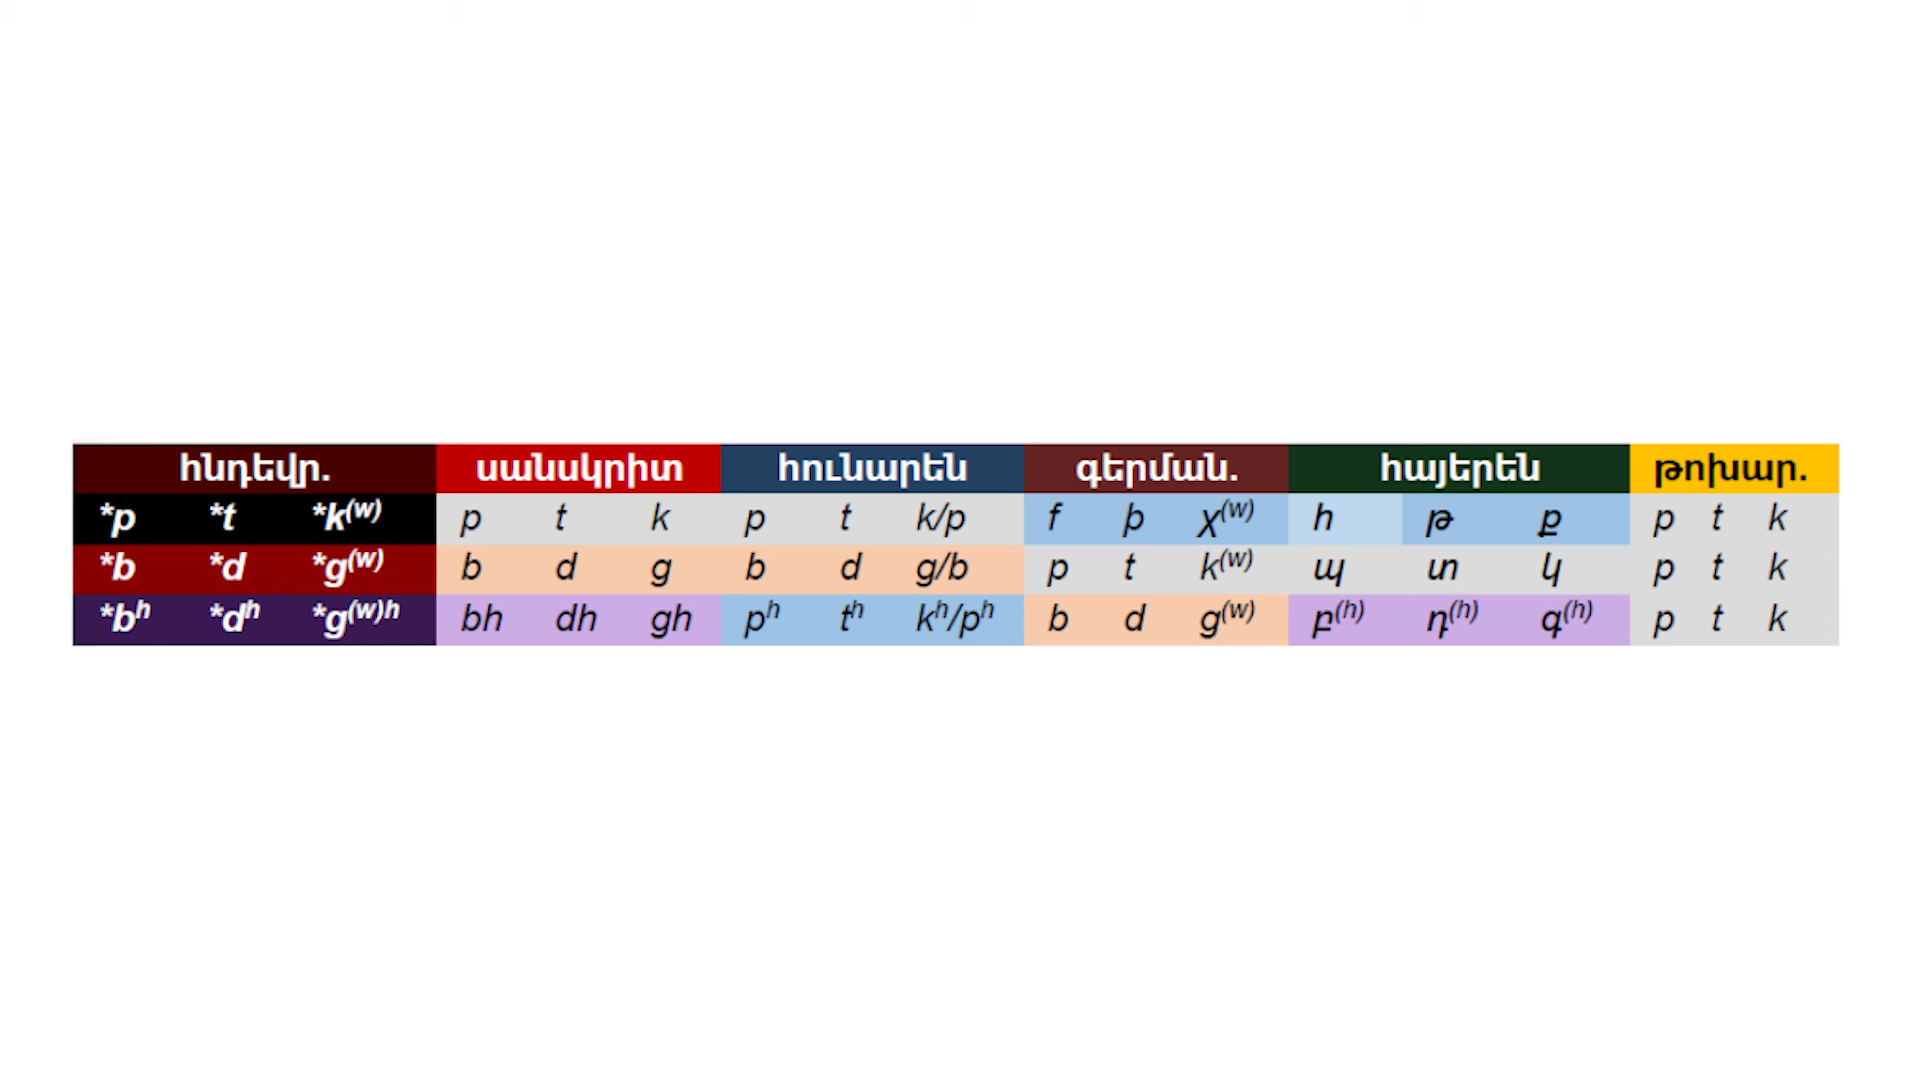 հնդեվր. սանսկրիտ հունարեն գերման. հայերեն թոխար.
*p *t *k⁽ʷ⁾ p t k p t k/p f þ χ⁽ʷ⁾ հ թ ք p t k
*b *d *g⁽ʷ⁾ b d g b d g/b p t k⁽ʷ⁾ պ տ կ p t k
*bʰ *dʰ *g⁽ʷ⁾ʰ bh dh gh pʰ tʰ kʰ/pʰ b d g⁽ʷ⁾ բ⁽ʰ⁾ դ⁽ʰ⁾ գ⁽ʰ⁾ p t k